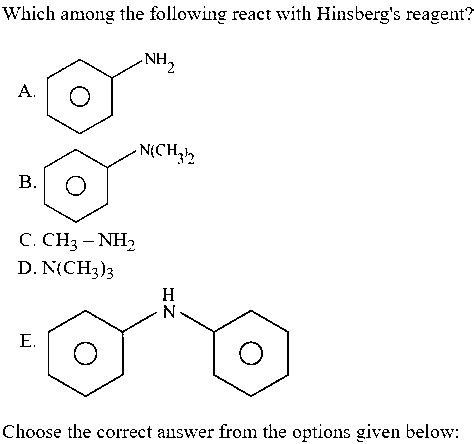 Which among the following react with Hinsberg's reagent?
NH2
A.
N(CH3)2
B.
C. CH3 – NH2
D. N(CH3)3
H
N
E.
Choose the correct answer from the options given below: